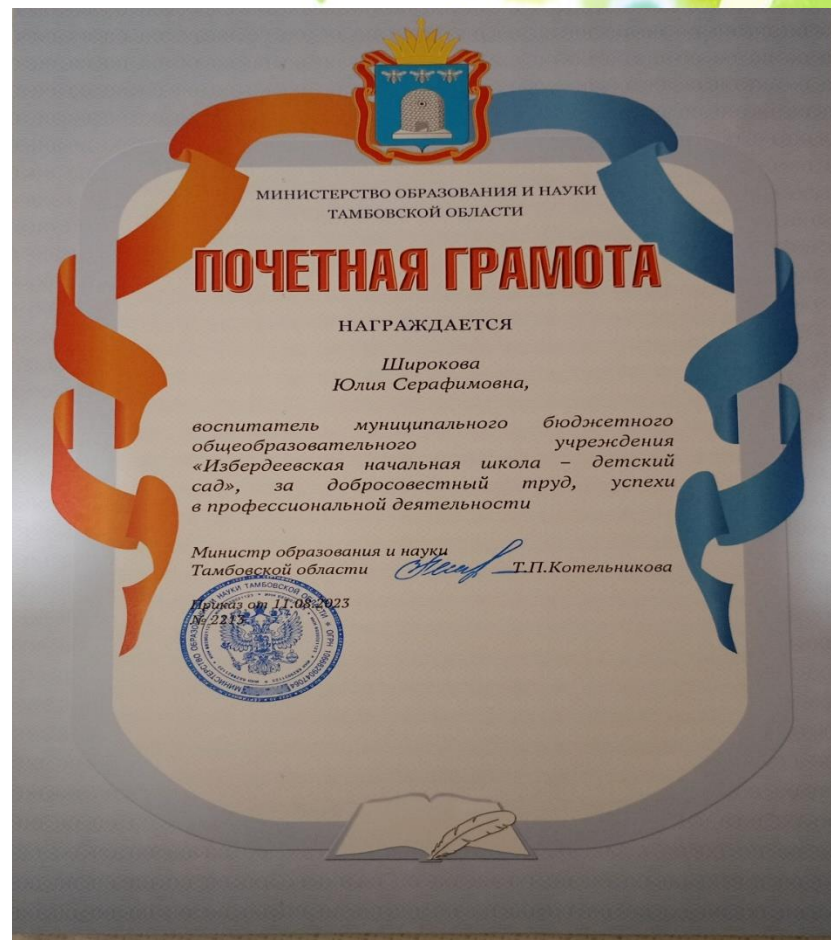 МИНИСТЕРСТВО ОБРАЗОВАНИЯ И НАУКИ
ТАМБОВСКОЙ ОБЛАСТИ
ПОЧЕТНАЯ ГРАМОТА
НАГРАЖДАЕТСЯ
Широкова
Юлия Серафимовна,
воспитатель муниципального бюджетного
общеобразовательного учреждения
«Избердеевская начальная школа – детский
сад», за добросовестный труд, успехи
в профессиональной деятельности
Министр образования и науки
Тамбовской области Т.П.Котельникова
Приказ от 11.08.2023
№ 2213